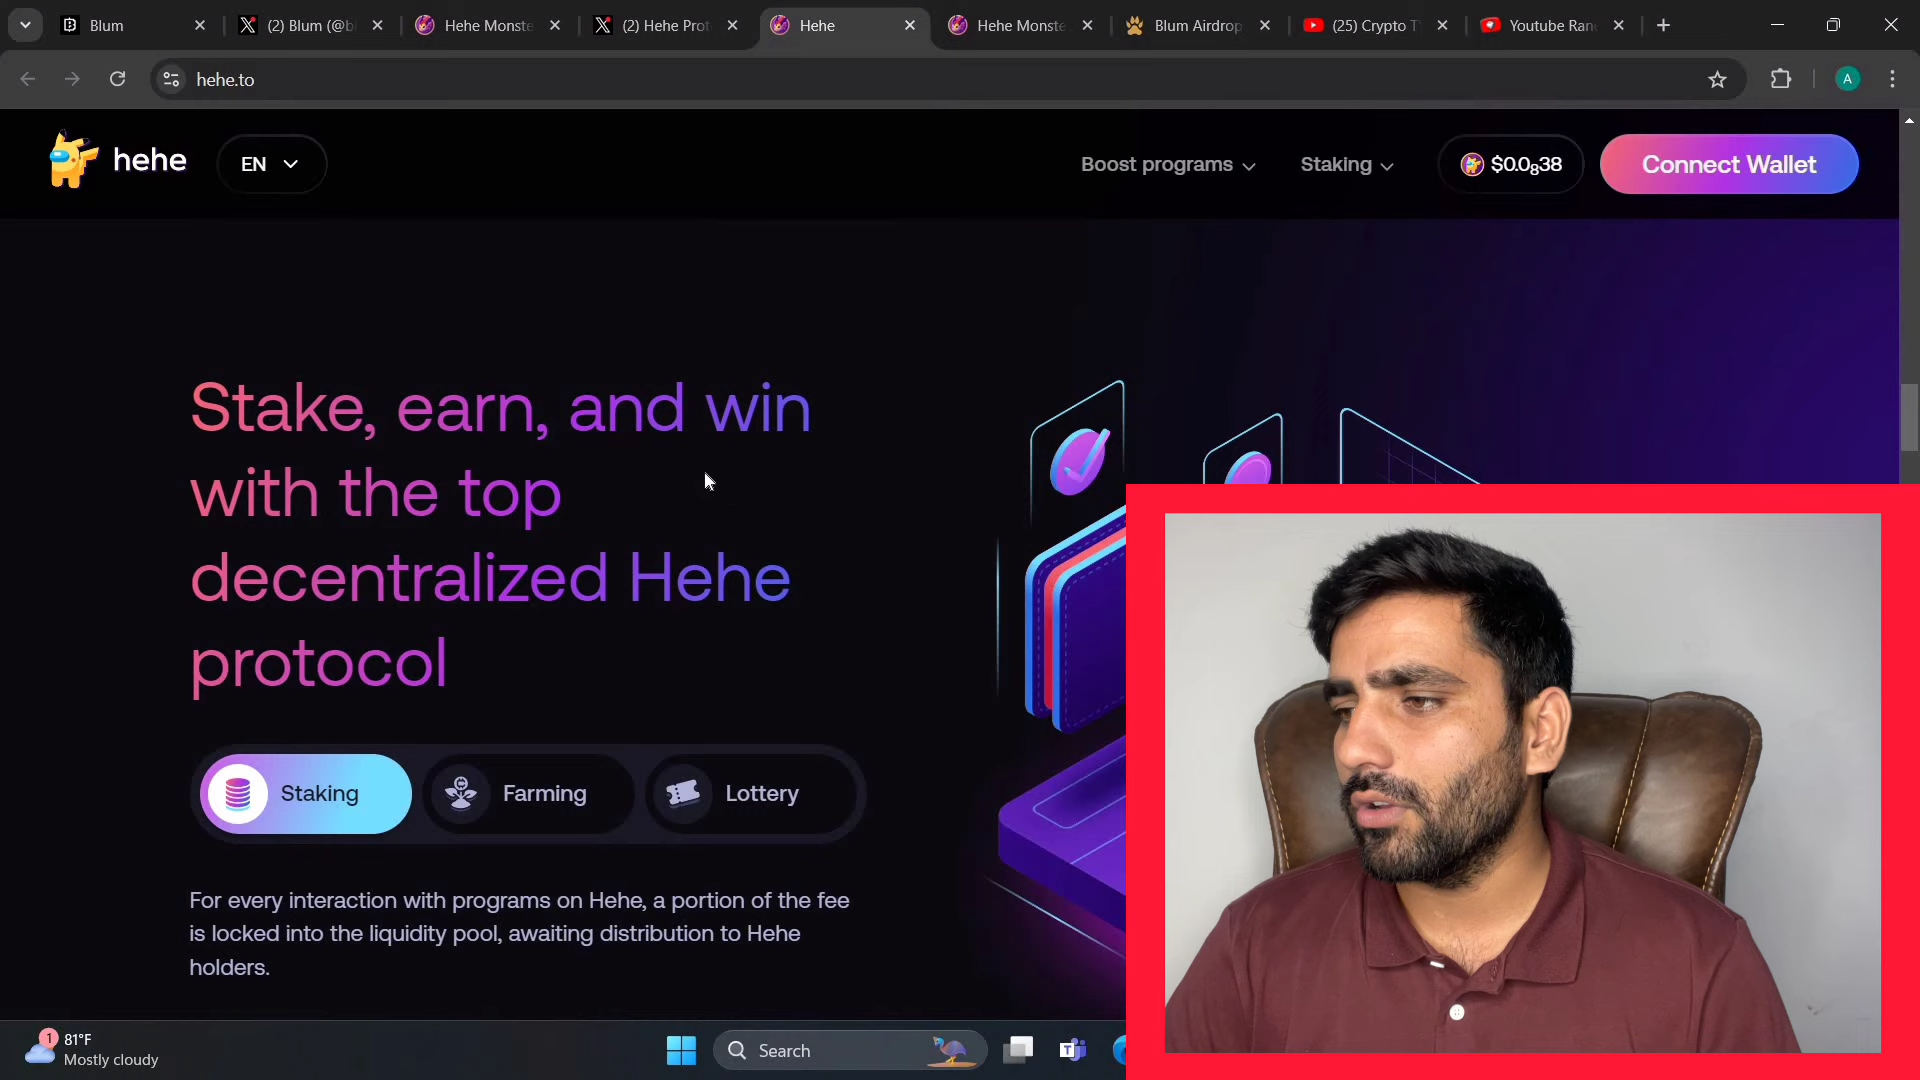 Blum
(2) Blum (@bl
Hehe Monste
(2) Hehe Prot
Hehe
Hehe Monste
Blum Airdrop
(25) Crypto T
Youtube Ran
hehe.to
A
hehe
EN
Boost programs
Staking
$0.0₈38
Connect Wallet
Stake, earn, and win
with the top
decentralized Hehe
protocol
Staking
Farming
Lottery
For every interaction with programs on Hehe, a portion of the fee
is locked into the liquidity pool, awaiting distribution to Hehe
holders.
1
81°F
Mostly cloudy
Search